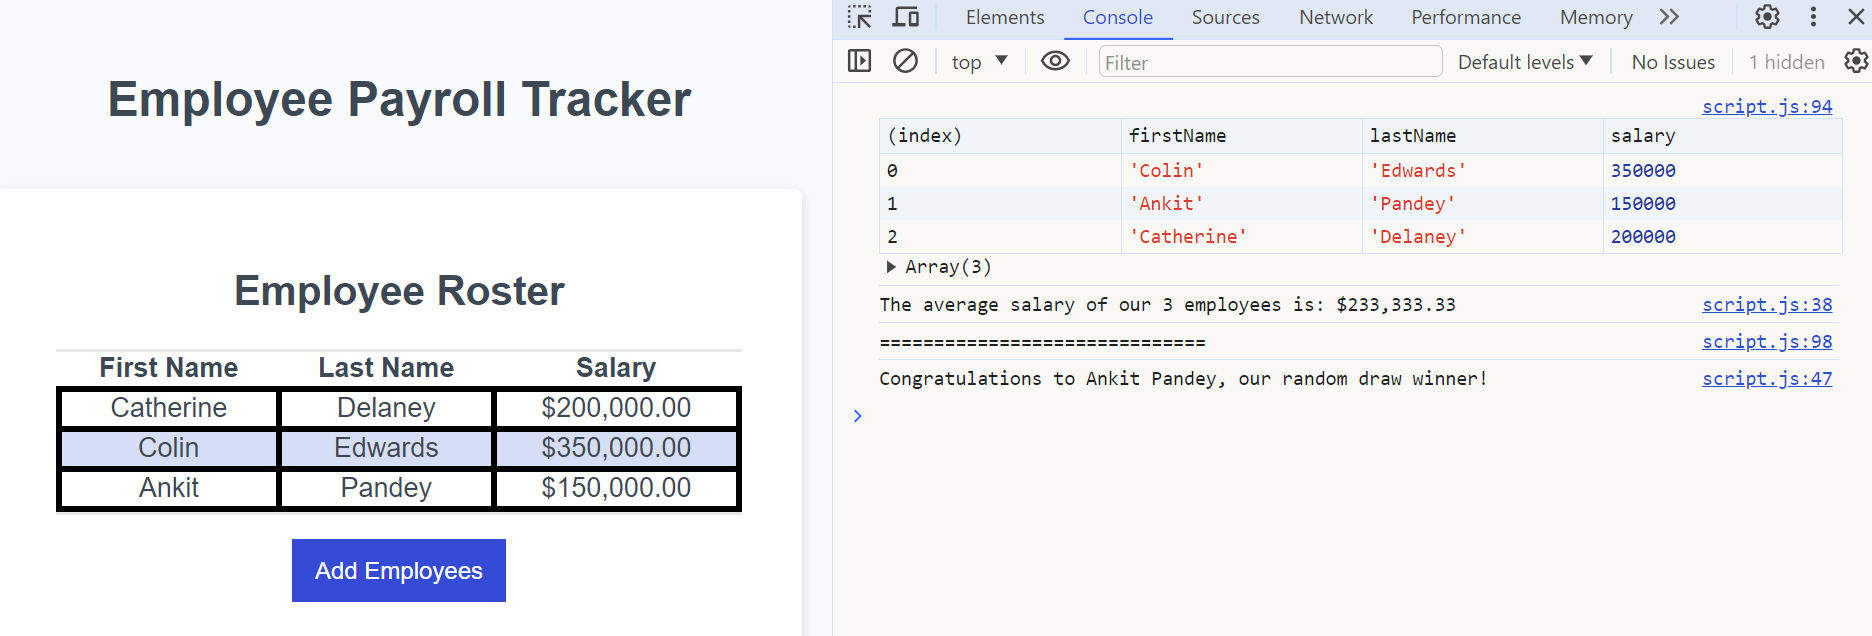 Employee Payroll Tracker
Employee Roster
First Name Last Name Salary
Catherine Delaney $200,000.00
Colin Edwards $350,000.00
Ankit Pandey $150,000.00
Add Employees
Elements Console Sources Network Performance Memory
top Filter Default levels No Issues 1 hidden
script.js:94
(index) firstName lastName salary
0 'Colin' 'Edwards' 350000
1 'Ankit' 'Pandey' 150000
2 'Catherine' 'Delaney' 200000
Array(3)
The average salary of our 3 employees is: $233,333.33 script.js:38
============================== script.js:98
Congratulations to Ankit Pandey, our random draw winner! script.js:47